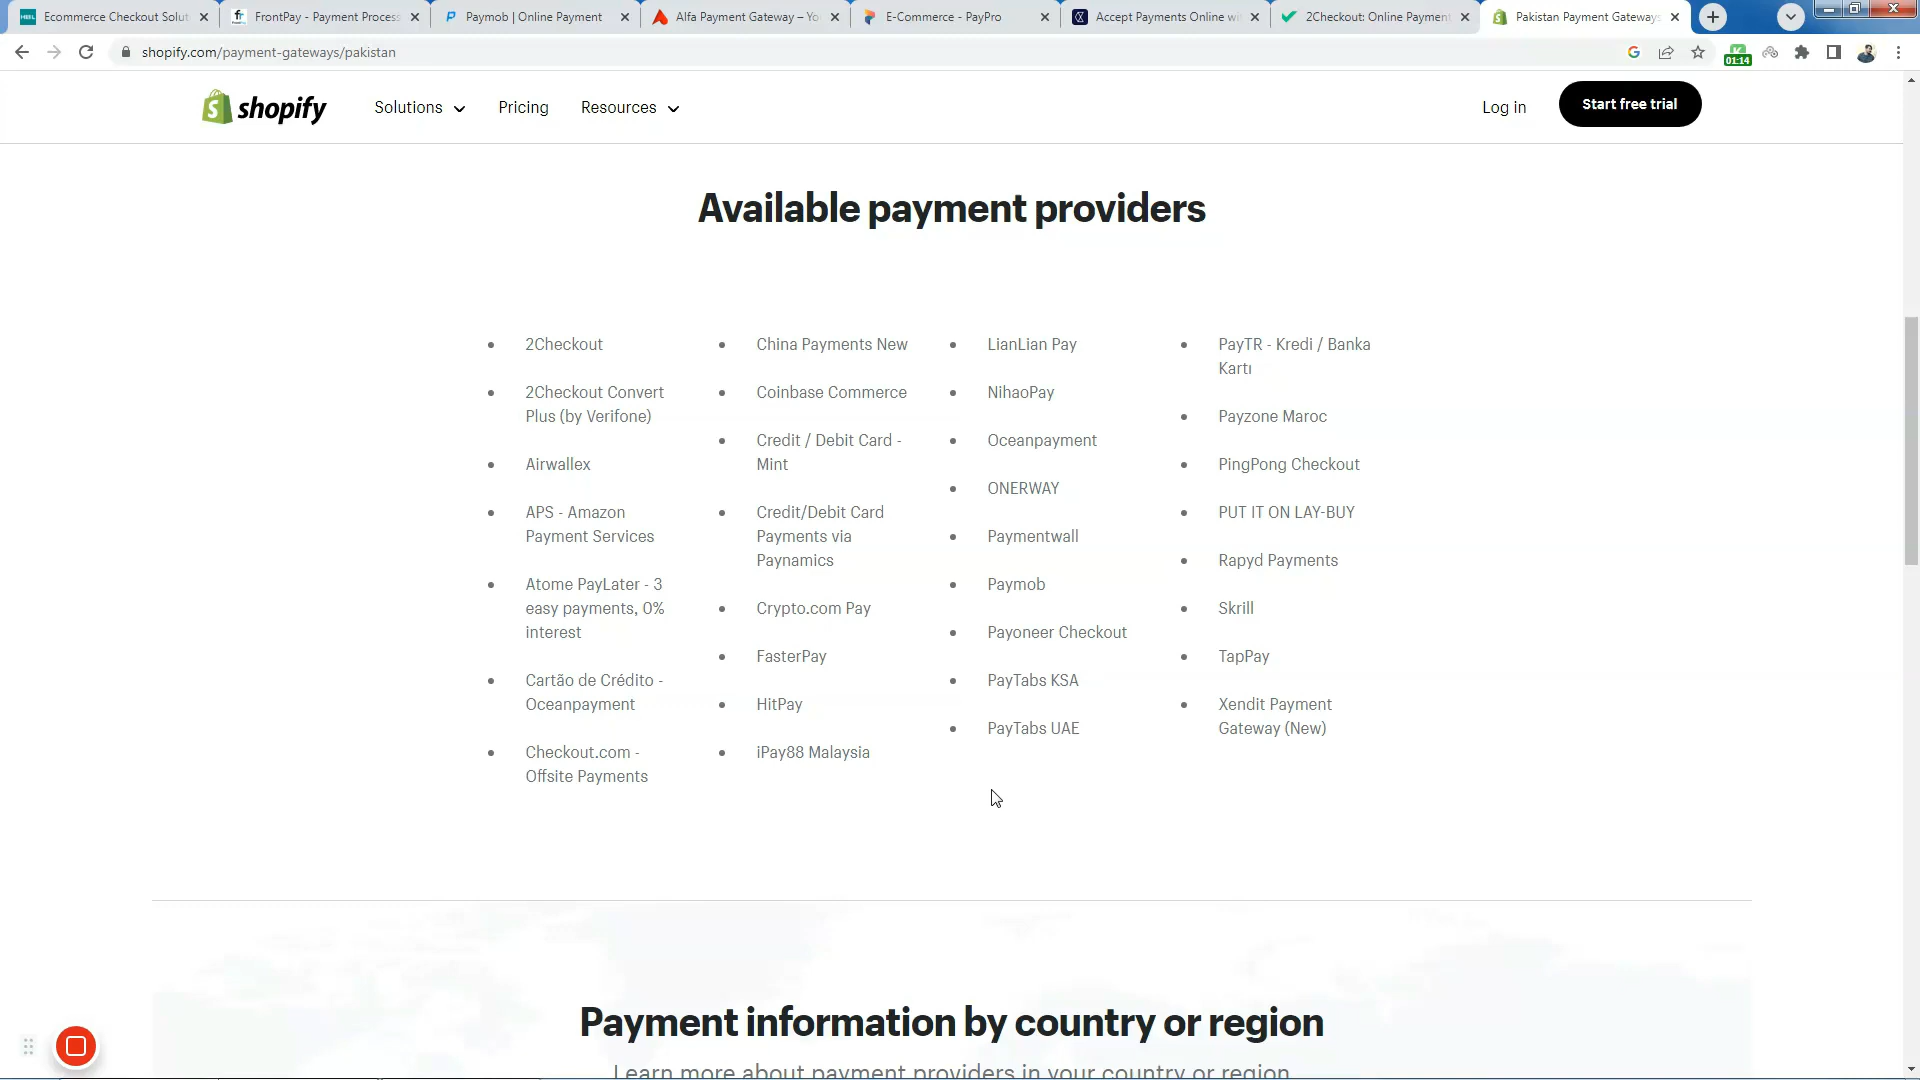 Ecommerce Checkout Solut
FrontPay - Payment Process
Paymob | Online Payment
Alfa Payment Gateway – Yo
E-Commerce - PayPro
Accept Payments Online wi
2Checkout: Online Payment
Pakistan Payment Gateways
shopify.com/payment-gateways/pakistan
01:14
shopify
Solutions
Pricing
Resources
Log in
Start free trial
Available payment providers
2Checkout
2Checkout Convert
Plus (by Verifone)
Airwallex
APS - Amazon
Payment Services
Atome PayLater - 3
easy payments, 0%
interest
Cartão de Crédito -
Oceanpayment
Checkout.com -
Offsite Payments
China Payments New
Coinbase Commerce
Credit / Debit Card -
Mint
Credit/Debit Card
Payments via
Paynamics
Crypto.com Pay
FasterPay
HitPay
iPay88 Malaysia
LianLian Pay
NihaoPay
Oceanpayment
ONERWAY
Paymentwall
Paymob
Payoneer Checkout
PayTabs KSA
PayTabs UAE
PayTR - Kredi / Banka
Kartı
Payzone Maroc
PingPong Checkout
PUT IT ON LAY-BUY
Rapyd Payments
Skrill
TapPay
Xendit Payment
Gateway (New)
Payment information by country or region
Learn more about payment providers in your country or region